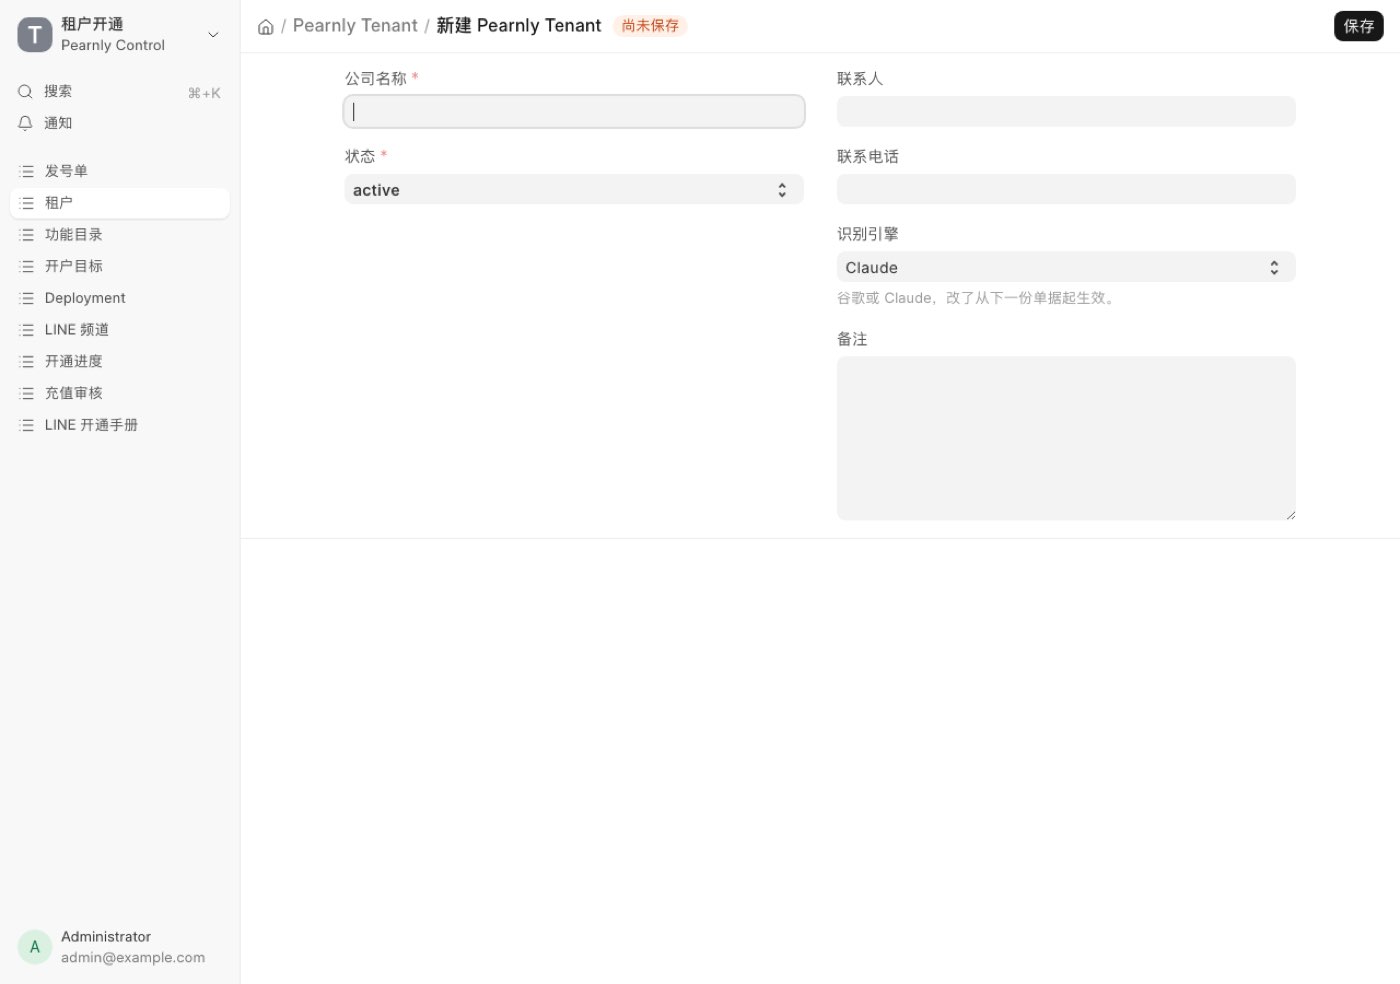 租户开通
Pearnly Control
搜索 ⌘+K
通知
发号单
租户
功能目录
开户目标
Deployment
LINE 频道
开通进度
充值审核
LINE 开通手册
Administrator
A
admin@example.com
T
/ Pearnly Tenant / 新建 Pearnly Tenant 尚未保存
保存
公司名称 *
状态 *
active
联系人
联系电话
识别引擎
Claude
谷歌或 Claude，改了从下一份单据起生效。
备注